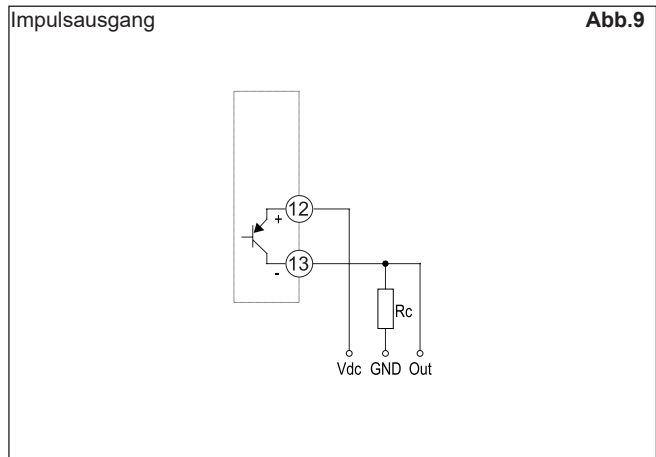 Impulsausgang Abb.9
+ 12
- 13
Rc
Vdc GND Out